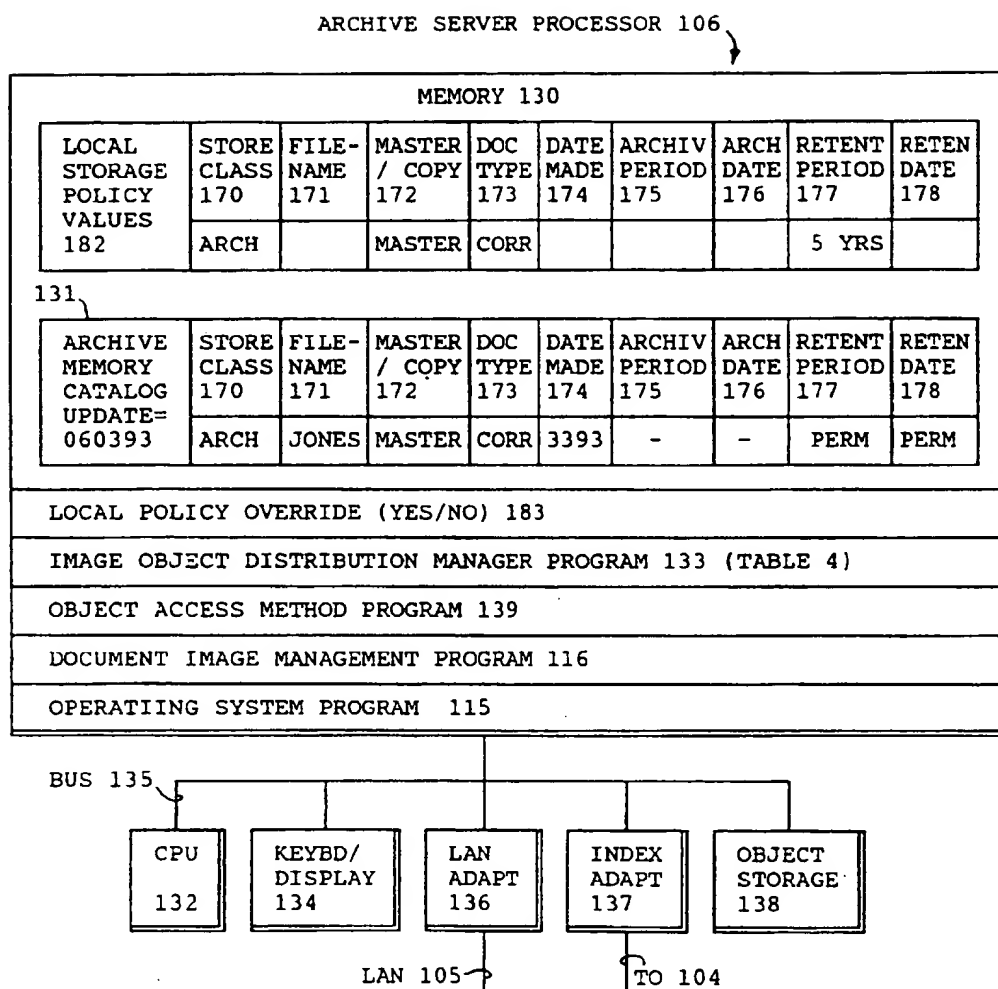 ARCHIVE SERVER PROCESSOR 106
MEMORY 130
LOCAL STORAGE POLICY VALUES 182
STORE CLASS 170
FILE-NAME 171
MASTER / COPY 172
DOC TYPE 173
DATE MADE 174
ARCHIV PERIOD 175
ARCH DATE 176
RETENT PERIOD 177
RETEN DATE 178
ARCH MASTER CORR 5 YRS
131
ARCHIVE MEMORY CATALOG UPDATE= 060393
STORE CLASS 170
FILE-NAME 171
MASTER / COPY 172
DOC TYPE 173
DATE MADE 174
ARCHIV PERIOD 175
ARCH DATE 176
RETENT PERIOD 177
RETEN DATE 178
ARCH JONES MASTER CORR 3393 - - PERM PERM
LOCAL POLICY OVERRIDE (YES/NO) 183
IMAGE OBJECT DISTRIBUTION MANAGER PROGRAM 133 (TABLE 4)
OBJECT ACCESS METHOD PROGRAM 139
DOCUMENT IMAGE MANAGEMENT PROGRAM 116
OPERATIING SYSTEM PROGRAM 115
BUS 135
CPU 132
KEYBD/ DISPLAY 134
LAN ADAPT 136
INDEX ADAPT 137
OBJECT STORAGE 138
LAN 105
TO 104